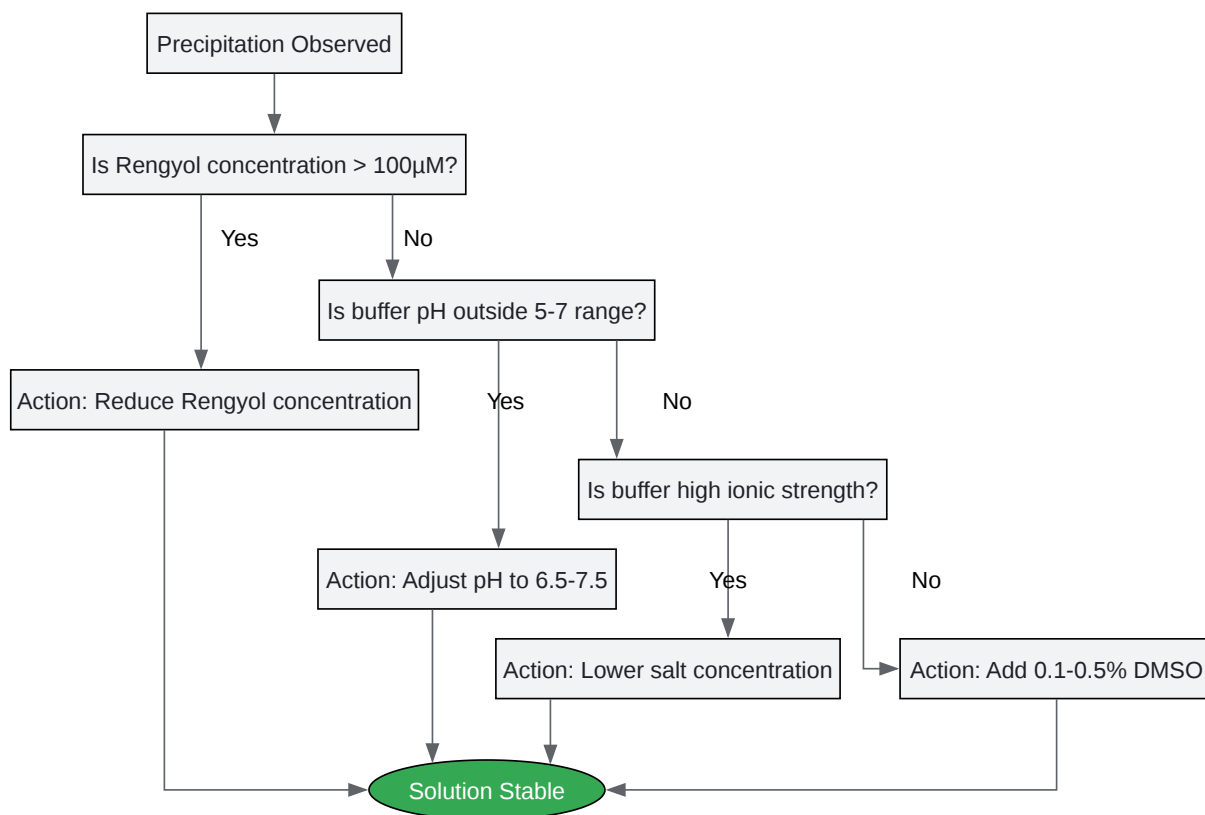 Precipitation Observed
Is Rengyol concentration > 100µM?
Yes
No
Is buffer pH outside 5-7 range?
Action: Reduce Rengyol concentration
Yes
No
Is buffer high ionic strength?
Action: Adjust pH to 6.5-7.5
Yes
No
Action: Lower salt concentration
Action: Add 0.1-0.5% DMSO
Solution Stable